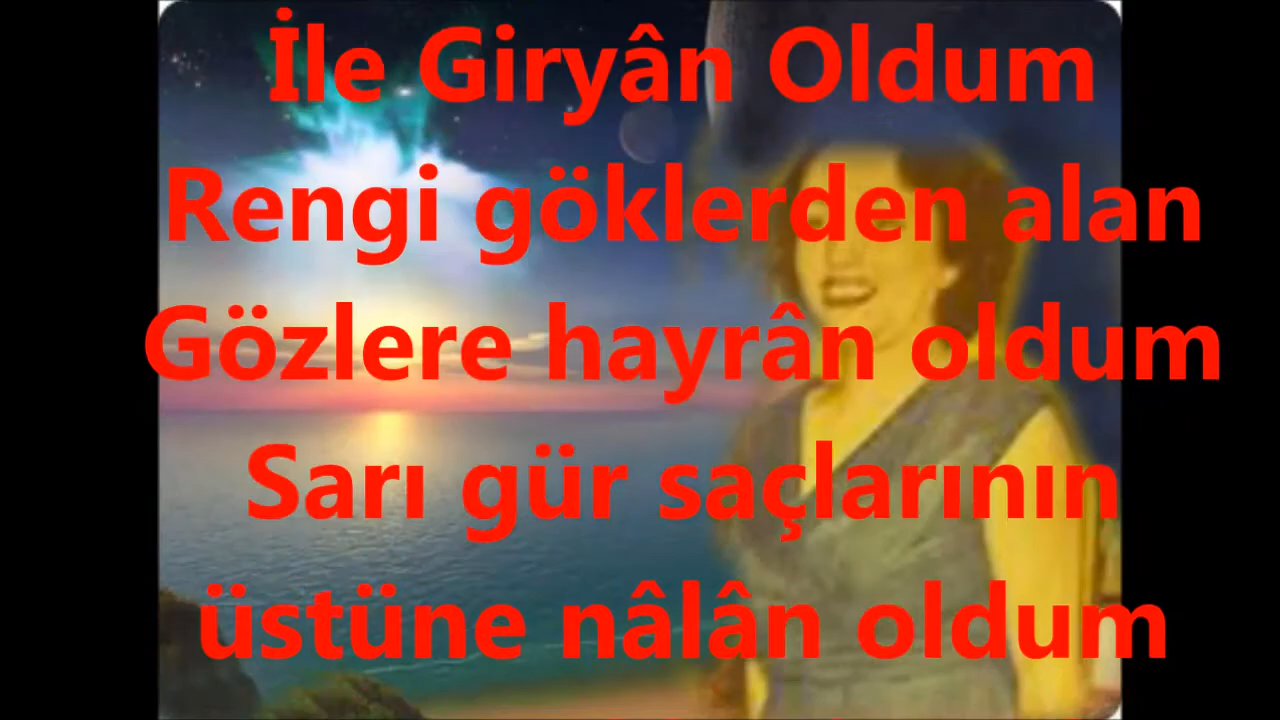 İle Giryân Oldum
Rengi göklerden alan
Gözlere hayrân oldum
Sarı gür saçlarının
üstüne nâlân oldum